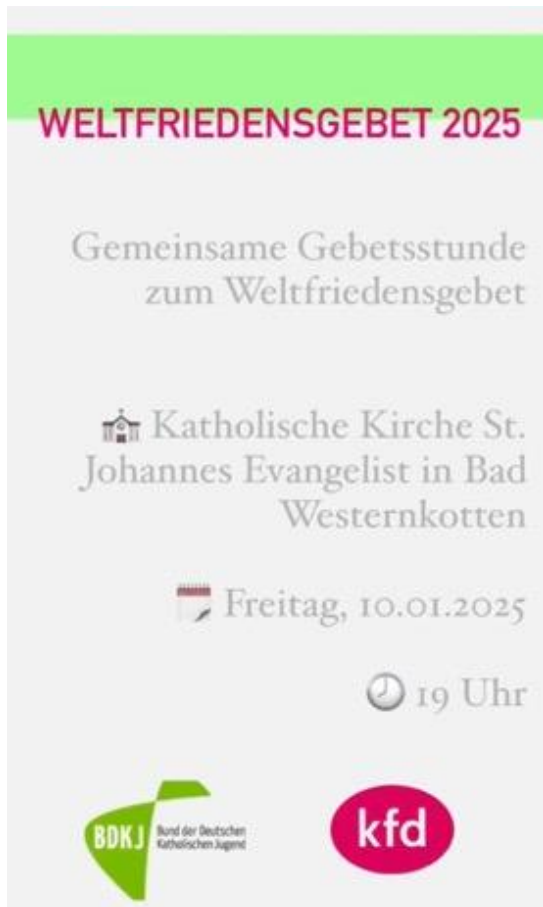 WELTFRIEDENSGEBET 2025
Gemeinsame Gebetsstunde
zum Weltfriedensgebet
Katholische Kirche St.
Johannes Evangelist in Bad
Westernkotten
Freitag, 10.01.2025
19 Uhr
BDKJ
Bund der Deutschen
Katholischen Jugend
kfd